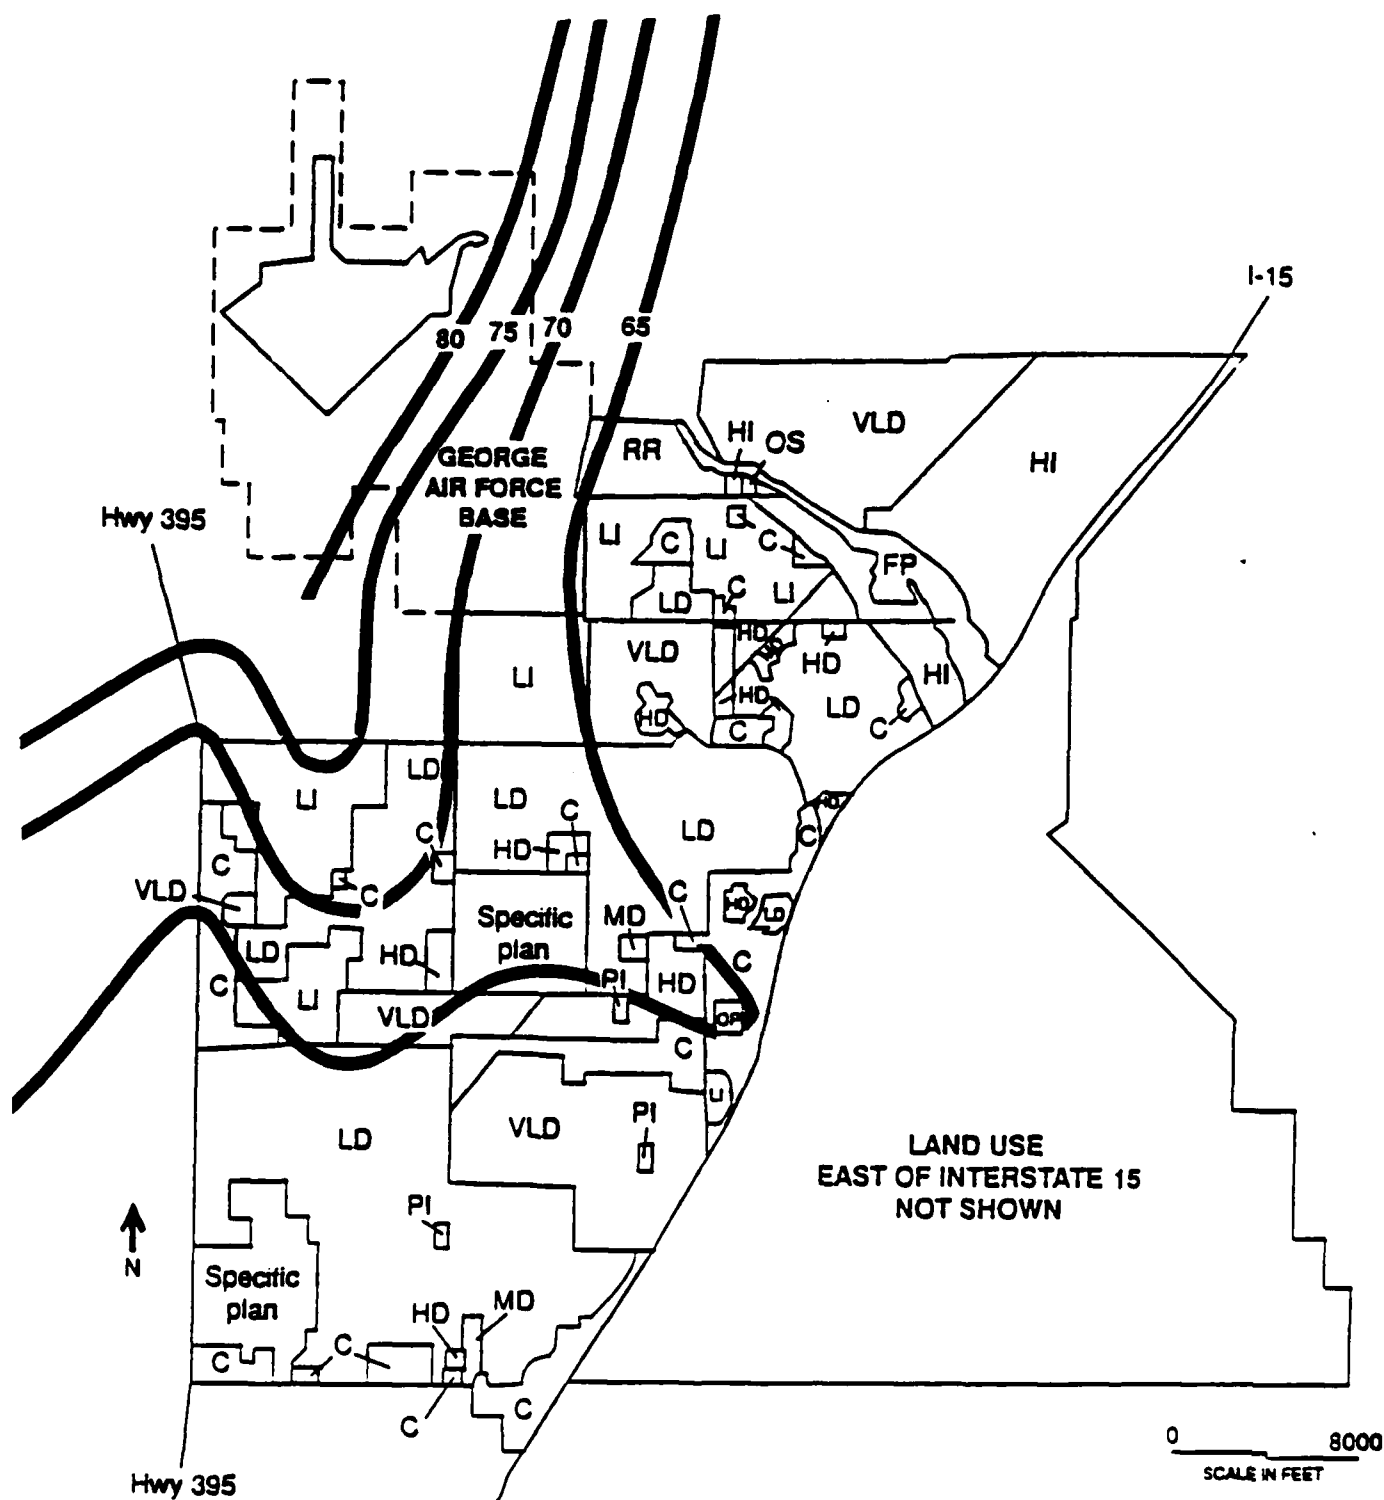 I-15
80
75
70
65
VLD
HI
OS
RR
HI
GEORGE
AIR FORCE
BASE
Hwy 395
LI
C
LI
C
FP
LD
C
LI
HD
VLD
HD
LI
HI
HD
LD
HD
C
C
LD
LI
LD
HD
C
C
LD
C
HD
C
VLD
C
C
HD
LD
Specific
plan
MD
LD
HD
C
C
PI
HD
LI
VLD
OP
C
LI
PI
LD
VLD
LAND USE
EAST OF INTERSTATE 15
NOT SHOWN
PI
N
Specific
plan
HD
MD
C
C
C
C
0
8000
SCALE IN FEET
Hwy 395